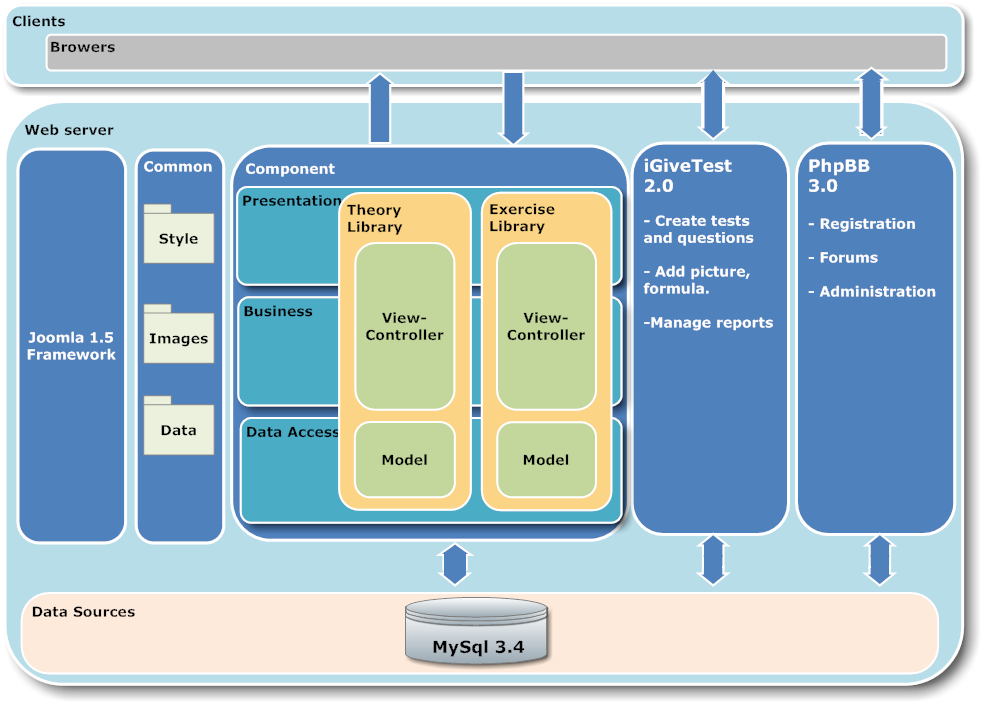 Clients
Browers
Web server
Joomla 1.5
Framework
Common
Style
Images
Data
Component
Presentation
Business
Data Access
Theory
Library
View-
Controller
Model
Exercise
Library
View-
Controller
Model
iGiveTest
2.0
- Create tests
and questions
- Add picture,
formula.
-Manage reports
PhpBB
3.0
- Registration
- Forums
- Administration
Data Sources
MySql 3.4